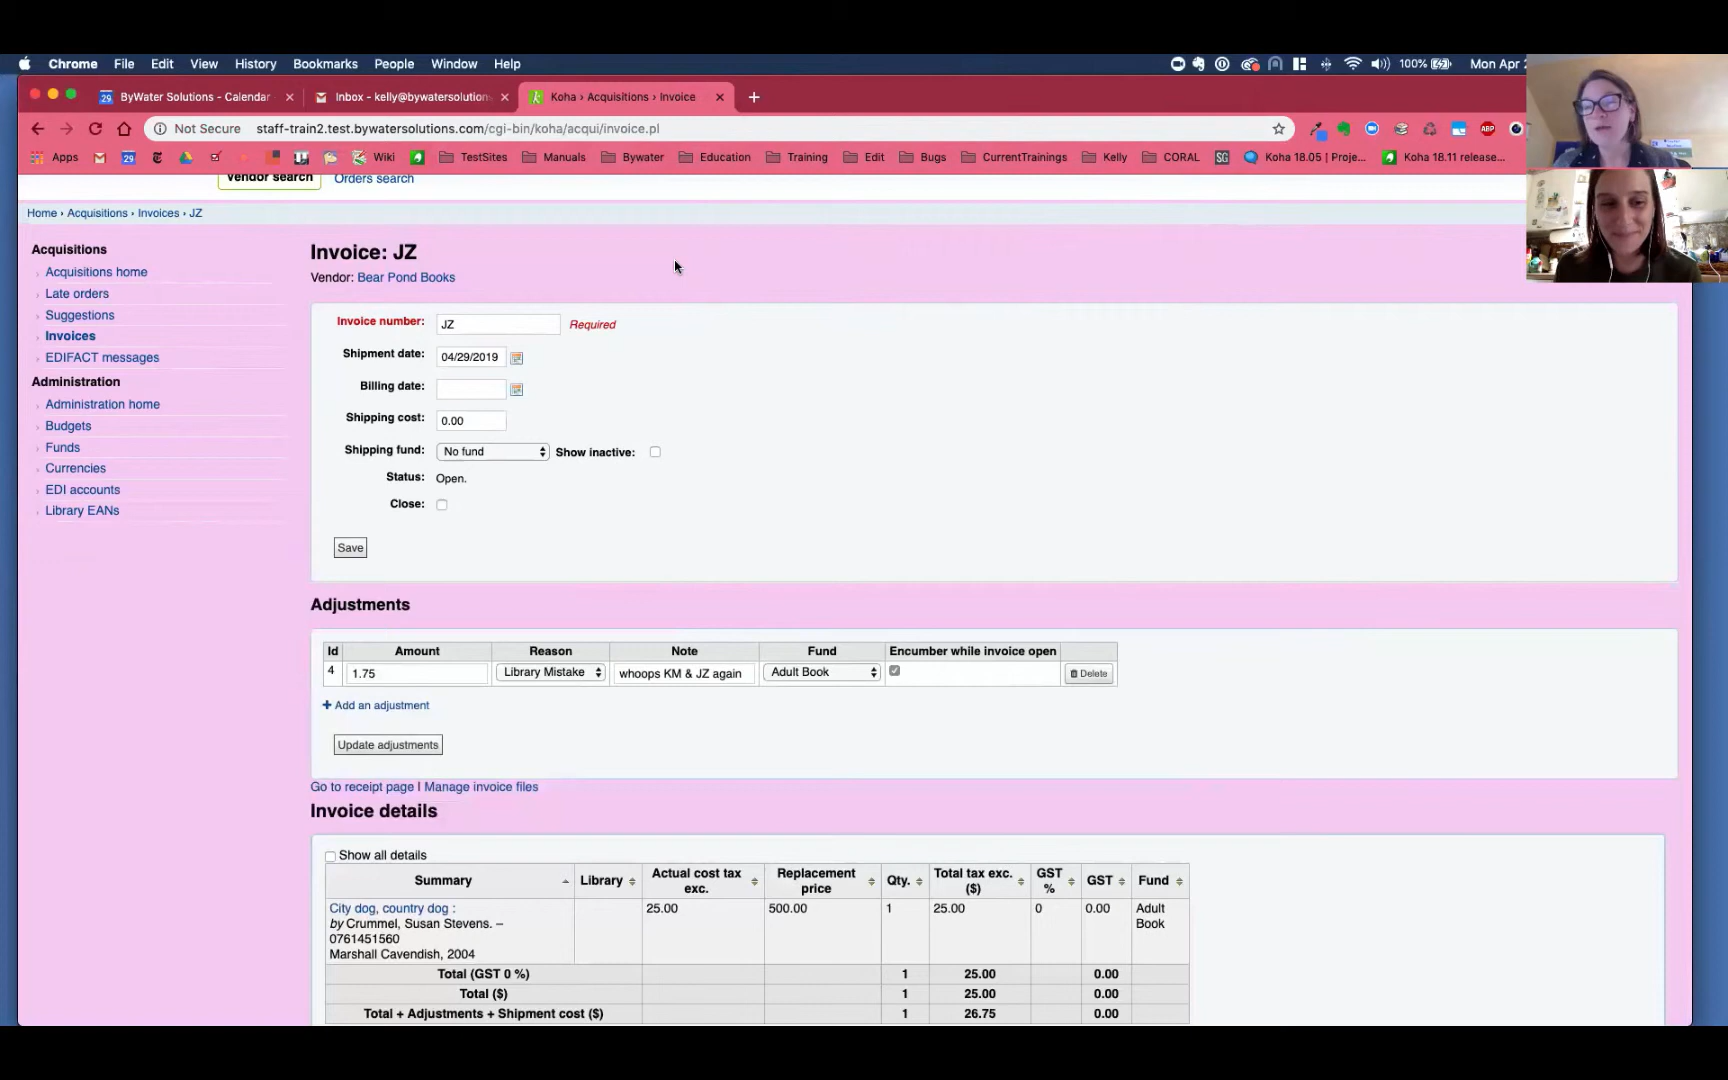 Chrome File Edit View History Bookmarks People Window Help 100% Mon Apr
ByWater Solutions - Calendar Inbox - kelly@bywatersolution Koha › Acquisitions › Invoice
Not Secure staff-train2.test.bywatersolutions.com/cgi-bin/koha/acqui/invoice.pl
Apps Wiki TestSites Manuals Bywater Education Training Edit Bugs CurrentTrainings Kelly CORAL Koha 18.05 | Proje... Koha 18.11 release...
Vendor search Orders search
Home › Acquisitions › Invoices › JZ
Acquisitions
Acquisitions home
Late orders
Suggestions
Invoices
EDIFACT messages
Administration
Administration home
Budgets
Funds
Currencies
EDI accounts
Library EANs
Invoice: JZ
Vendor: Bear Pond Books
Invoice number: JZ Required
Shipment date: 04/29/2019
Billing date:
Shipping cost: 0.00
Shipping fund: No fund Show inactive:
Status: Open.
Close:
Save
Adjustments
Id Amount Reason Note Fund Encumber while invoice open
4 1.75 Library Mistake whoops KM & JZ again Adult Book Delete
+ Add an adjustment
Update adjustments
Go to receipt page | Manage invoice files
Invoice details
Show all details
Summary Library Actual cost tax exc. Replacement price Qty. Total tax exc. ($) GST % GST Fund
City dog, country dog : 25.00 500.00 1 25.00 0 0.00 Adult Book
by Crummel, Susan Stevens. –
0761451560
Marshall Cavendish, 2004
Total (GST 0 %) 1 25.00 0.00
Total ($) 1 25.00 0.00
Total + Adjustments + Shipment cost ($) 1 26.75 0.00